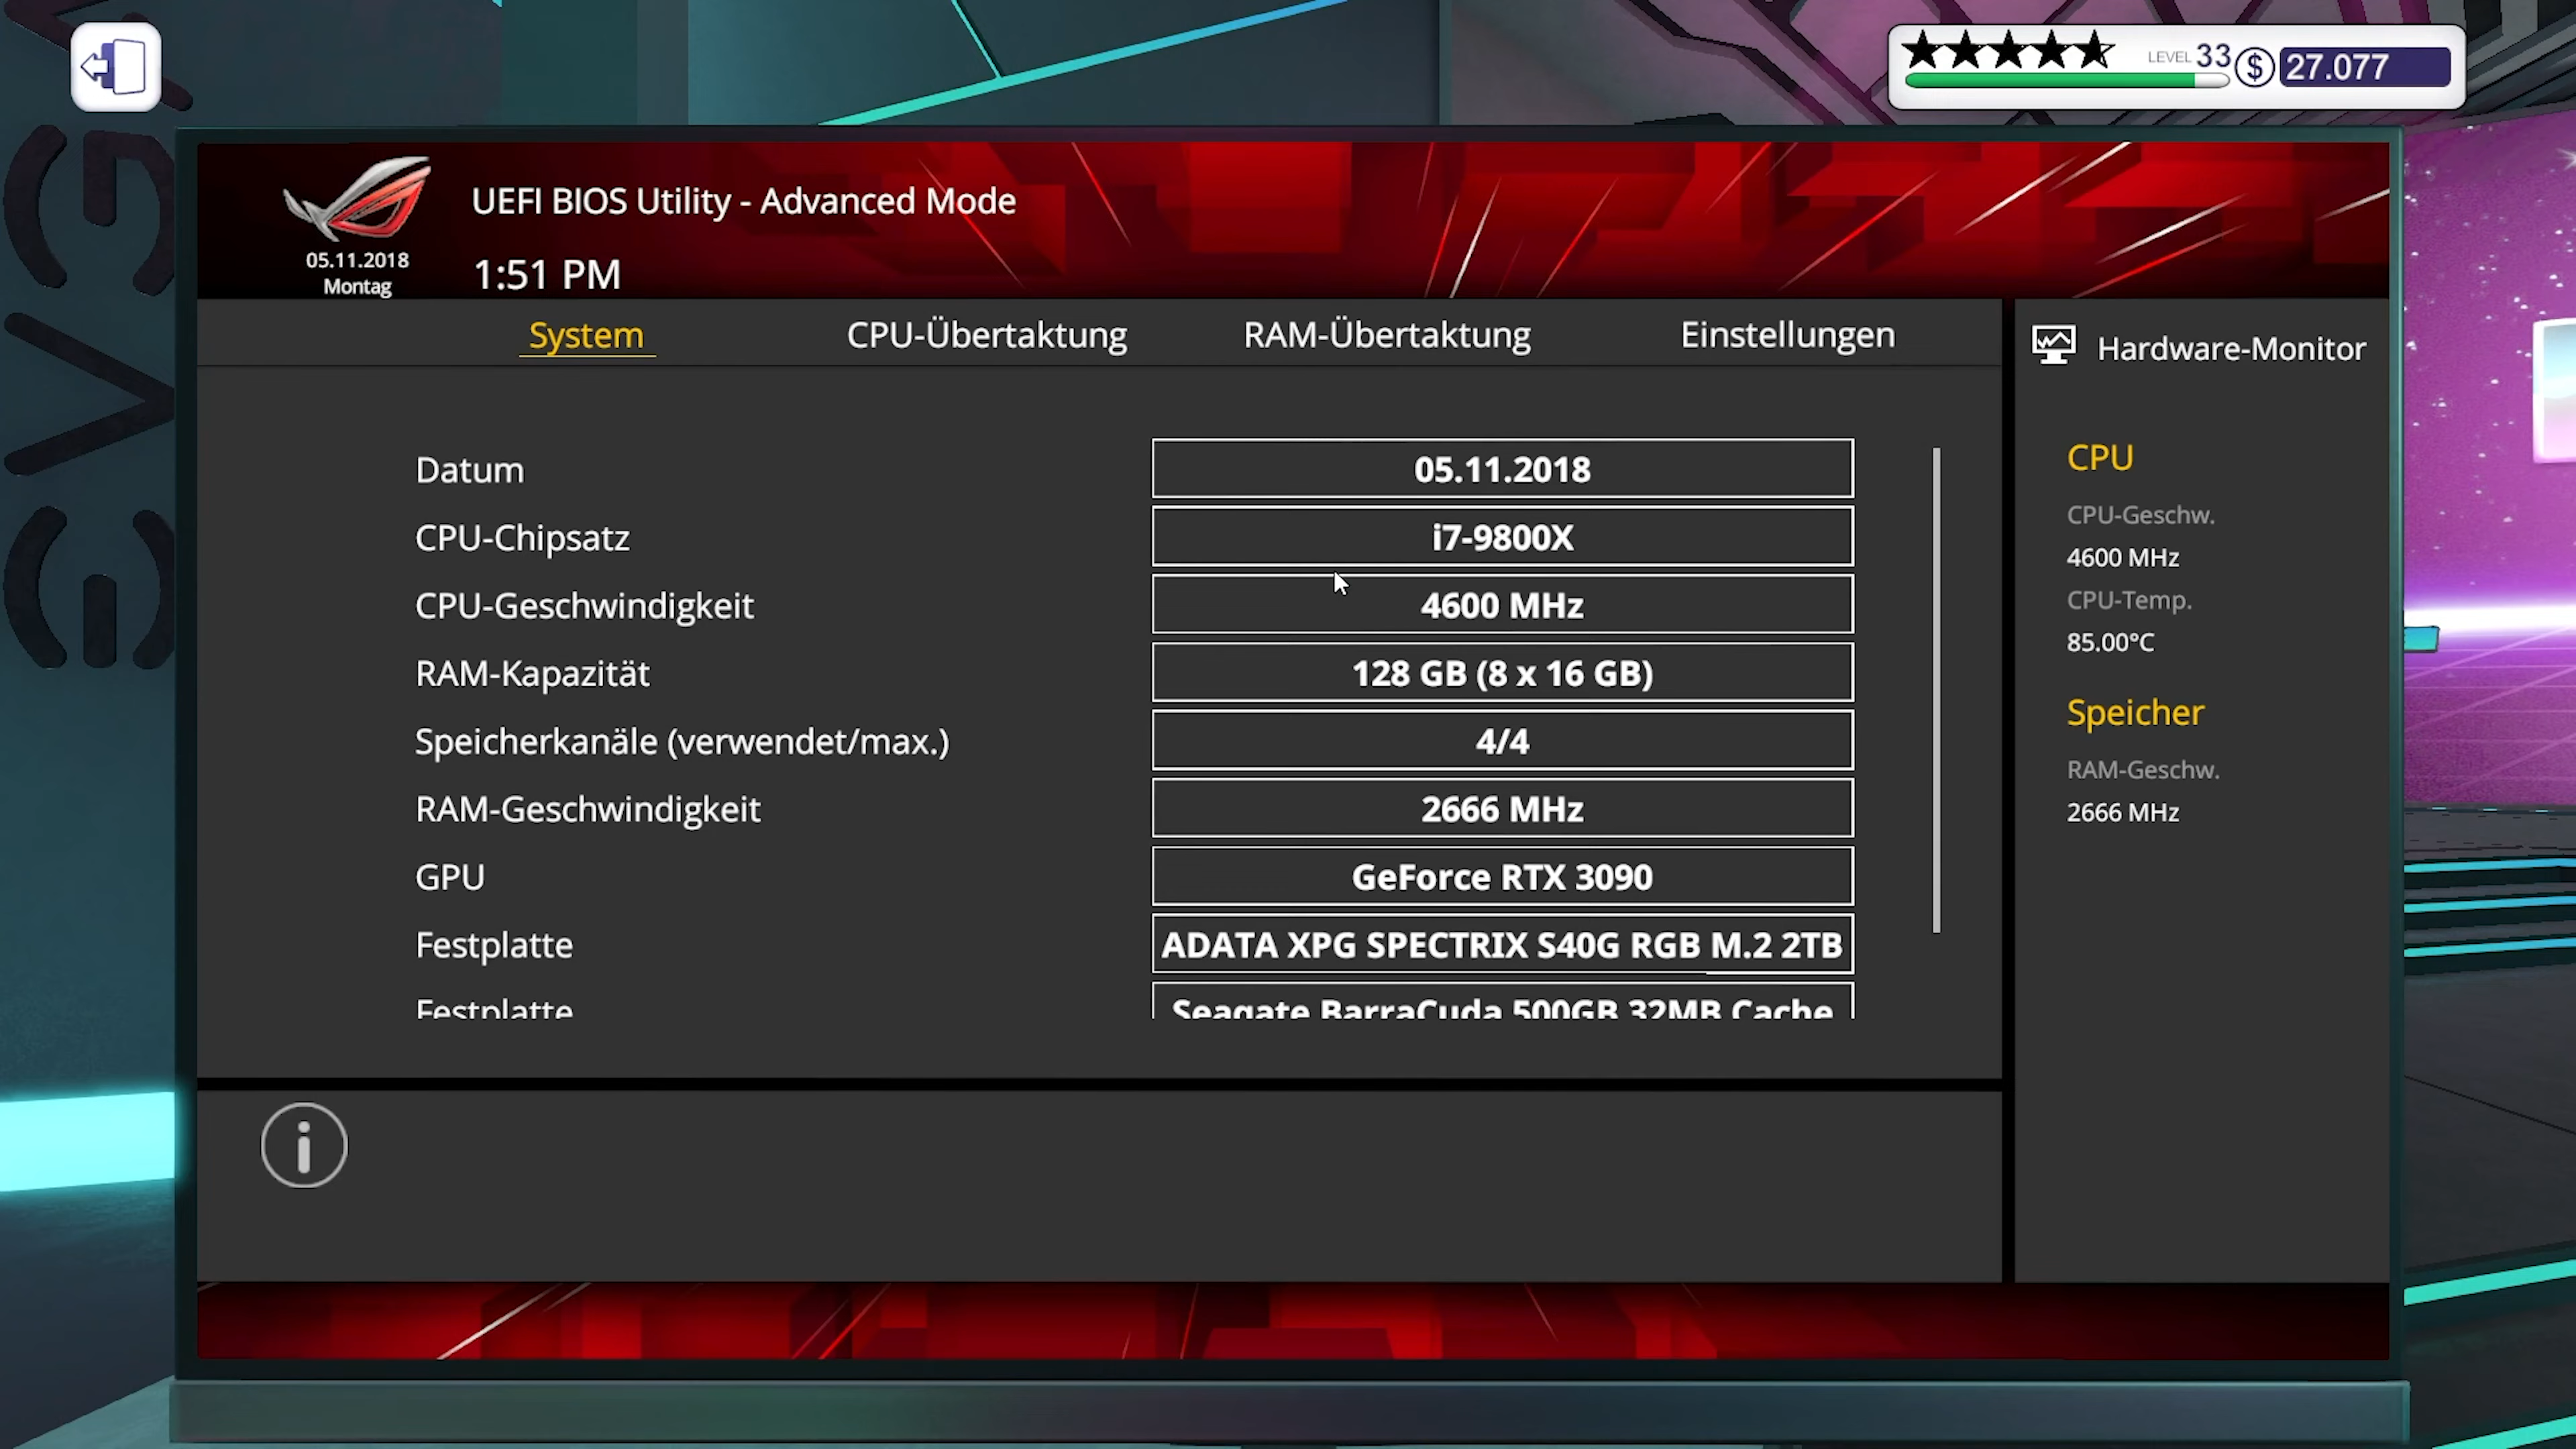 LEVEL 33
27.077
EVGA
UEFI BIOS Utility - Advanced Mode
05.11.2018
Montag
1:51 PM
System
CPU-Übertaktung
RAM-Übertaktung
Einstellungen
Datum
05.11.2018
CPU-Chipsatz
i7-9800X
CPU-Geschwindigkeit
4600 MHz
RAM-Kapazität
128 GB (8 x 16 GB)
Speicherkanäle (verwendet/max.)
4/4
RAM-Geschwindigkeit
2666 MHz
GPU
GeForce RTX 3090
Festplatte
ADATA XPG SPECTRIX S40G RGB M.2 2TB
Festplatte
Seagate BarraCuda 500GB 32MB Cache
Hardware-Monitor
CPU
CPU-Geschw.
4600 MHz
CPU-Temp.
85.00°C
Speicher
RAM-Geschw.
2666 MHz